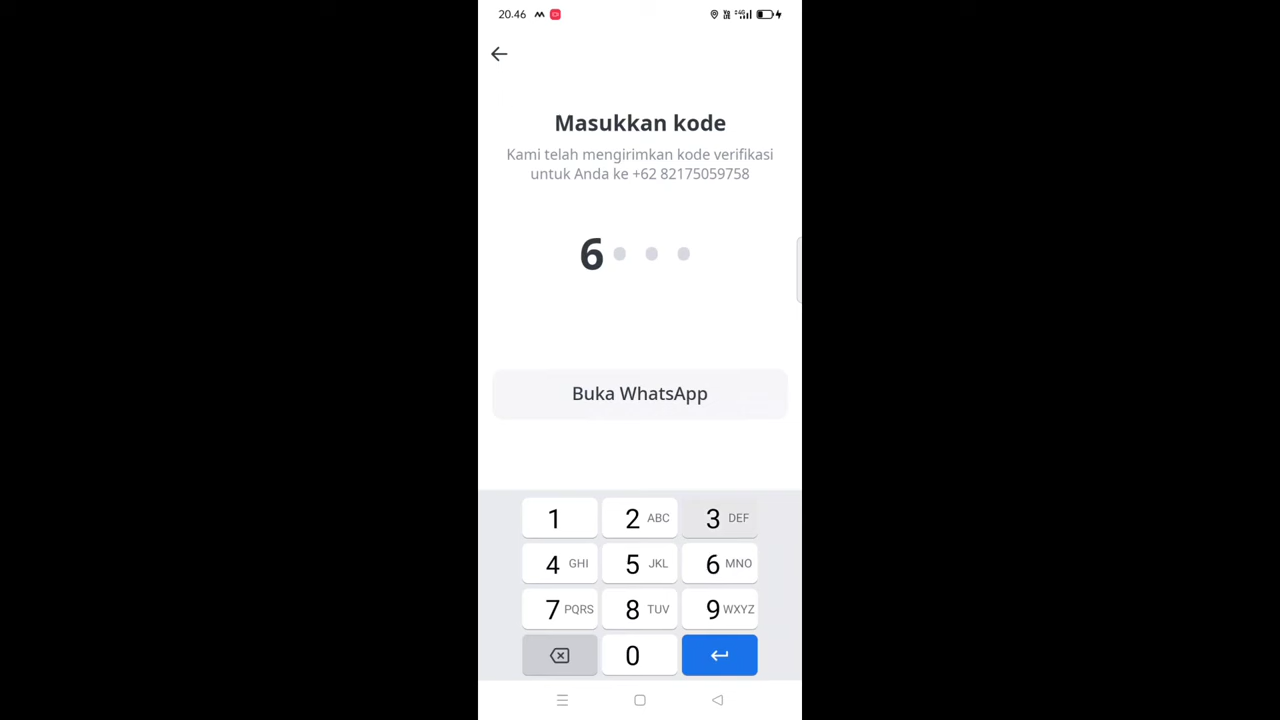 20.46
Masukkan kode
Kami telah mengirimkan kode verifikasi
untuk Anda ke +62 82175059758
6
Buka WhatsApp
1 2 ABC 3 DEF
4 GHI 5 JKL 6 MNO
7 PQRS 8 TUV 9 WXYZ
0